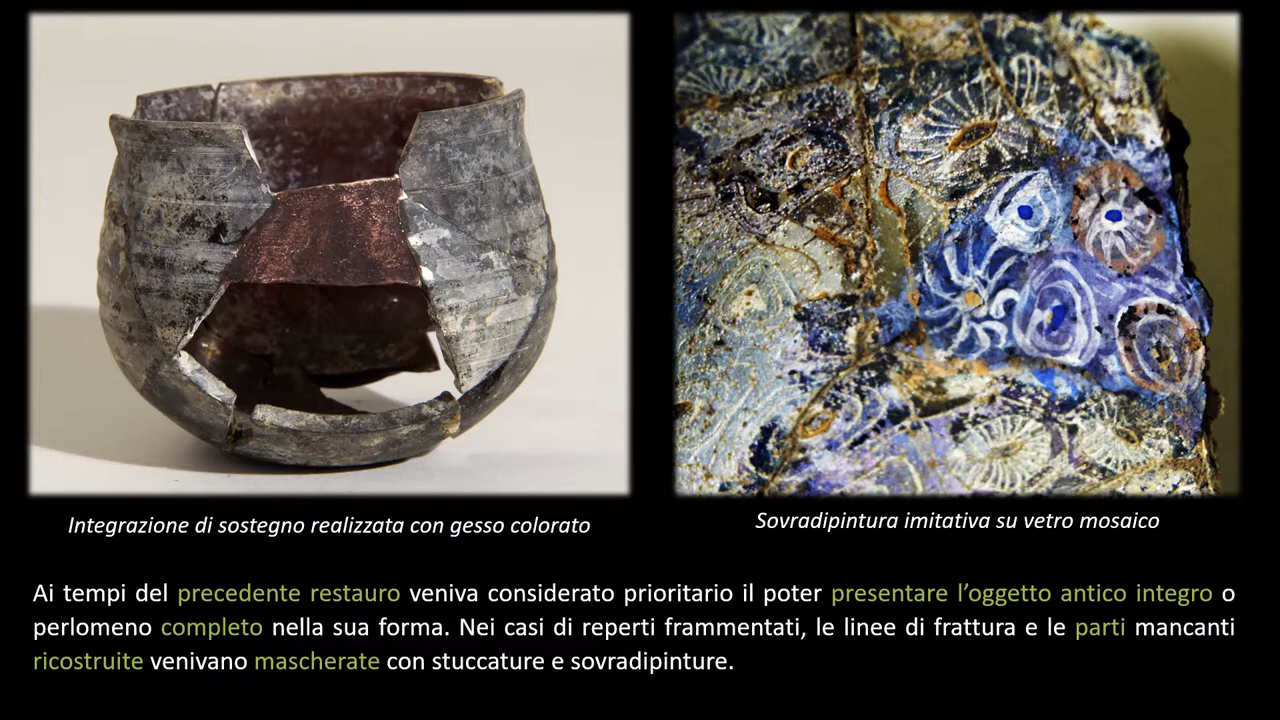 Integrazione di sostegno realizzata con gesso colorato
Sovradipintura imitativa su vetro mosaico
Ai tempi del precedente restauro veniva considerato prioritario il poter presentare l’oggetto antico integro o
perlomeno completo nella sua forma. Nei casi di reperti frammentati, le linee di frattura e le parti mancanti
ricostruite venivano mascherate con stuccature e sovradipinture.